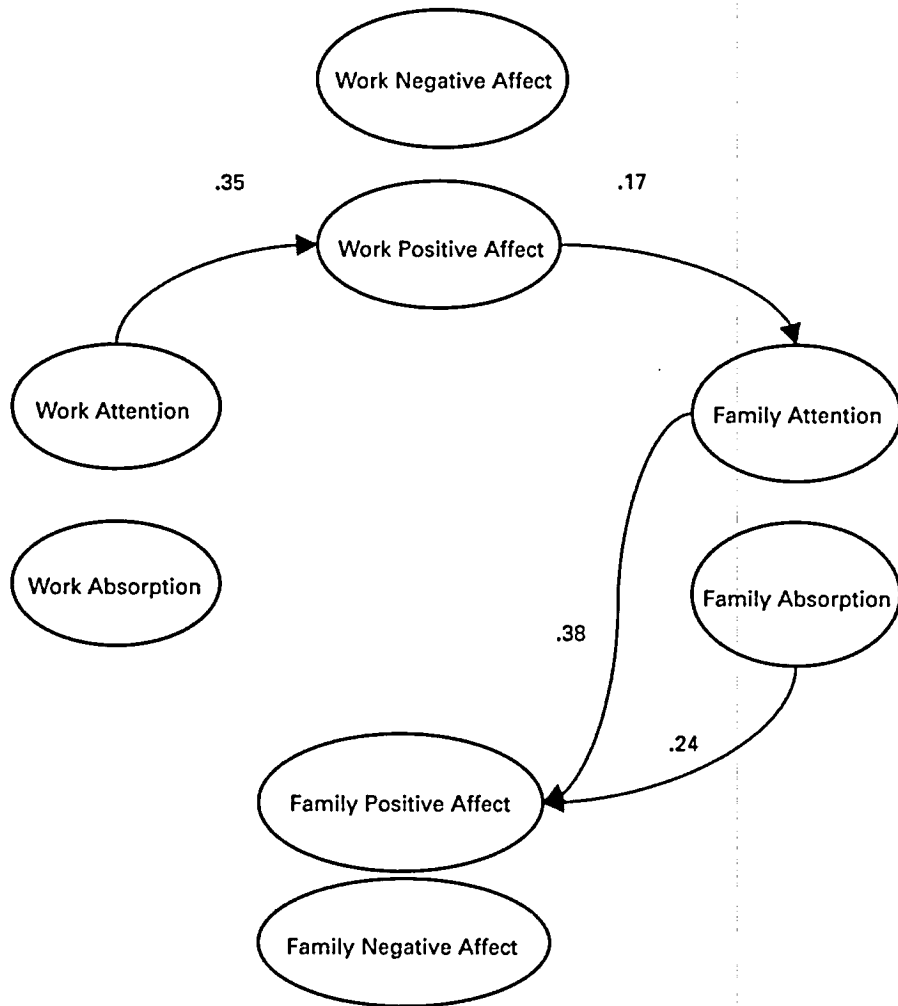 Work Negative Affect
.35
.17
Work Positive Affect
Work Attention
Family Attention
Work Absorption
Family Absorption
.38
.24
Family Positive Affect
Family Negative Affect